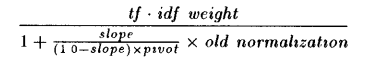 tf · idf weight
1 + slope / (1 0−slope)×pivot × old normalization